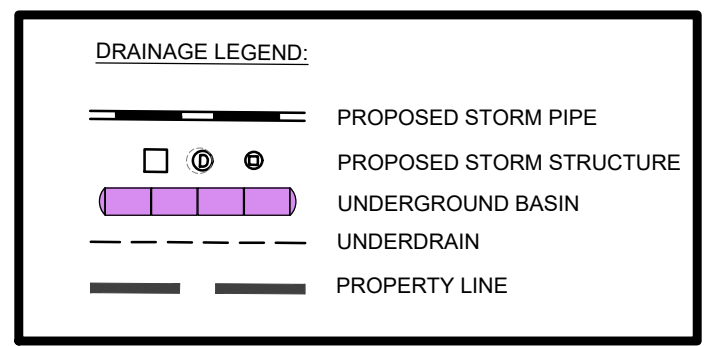 DRAINAGE LEGEND:
PROPOSED STORM PIPE
D
PROPOSED STORM STRUCTURE
UNDERGROUND BASIN
UNDERDRAIN
PROPERTY LINE